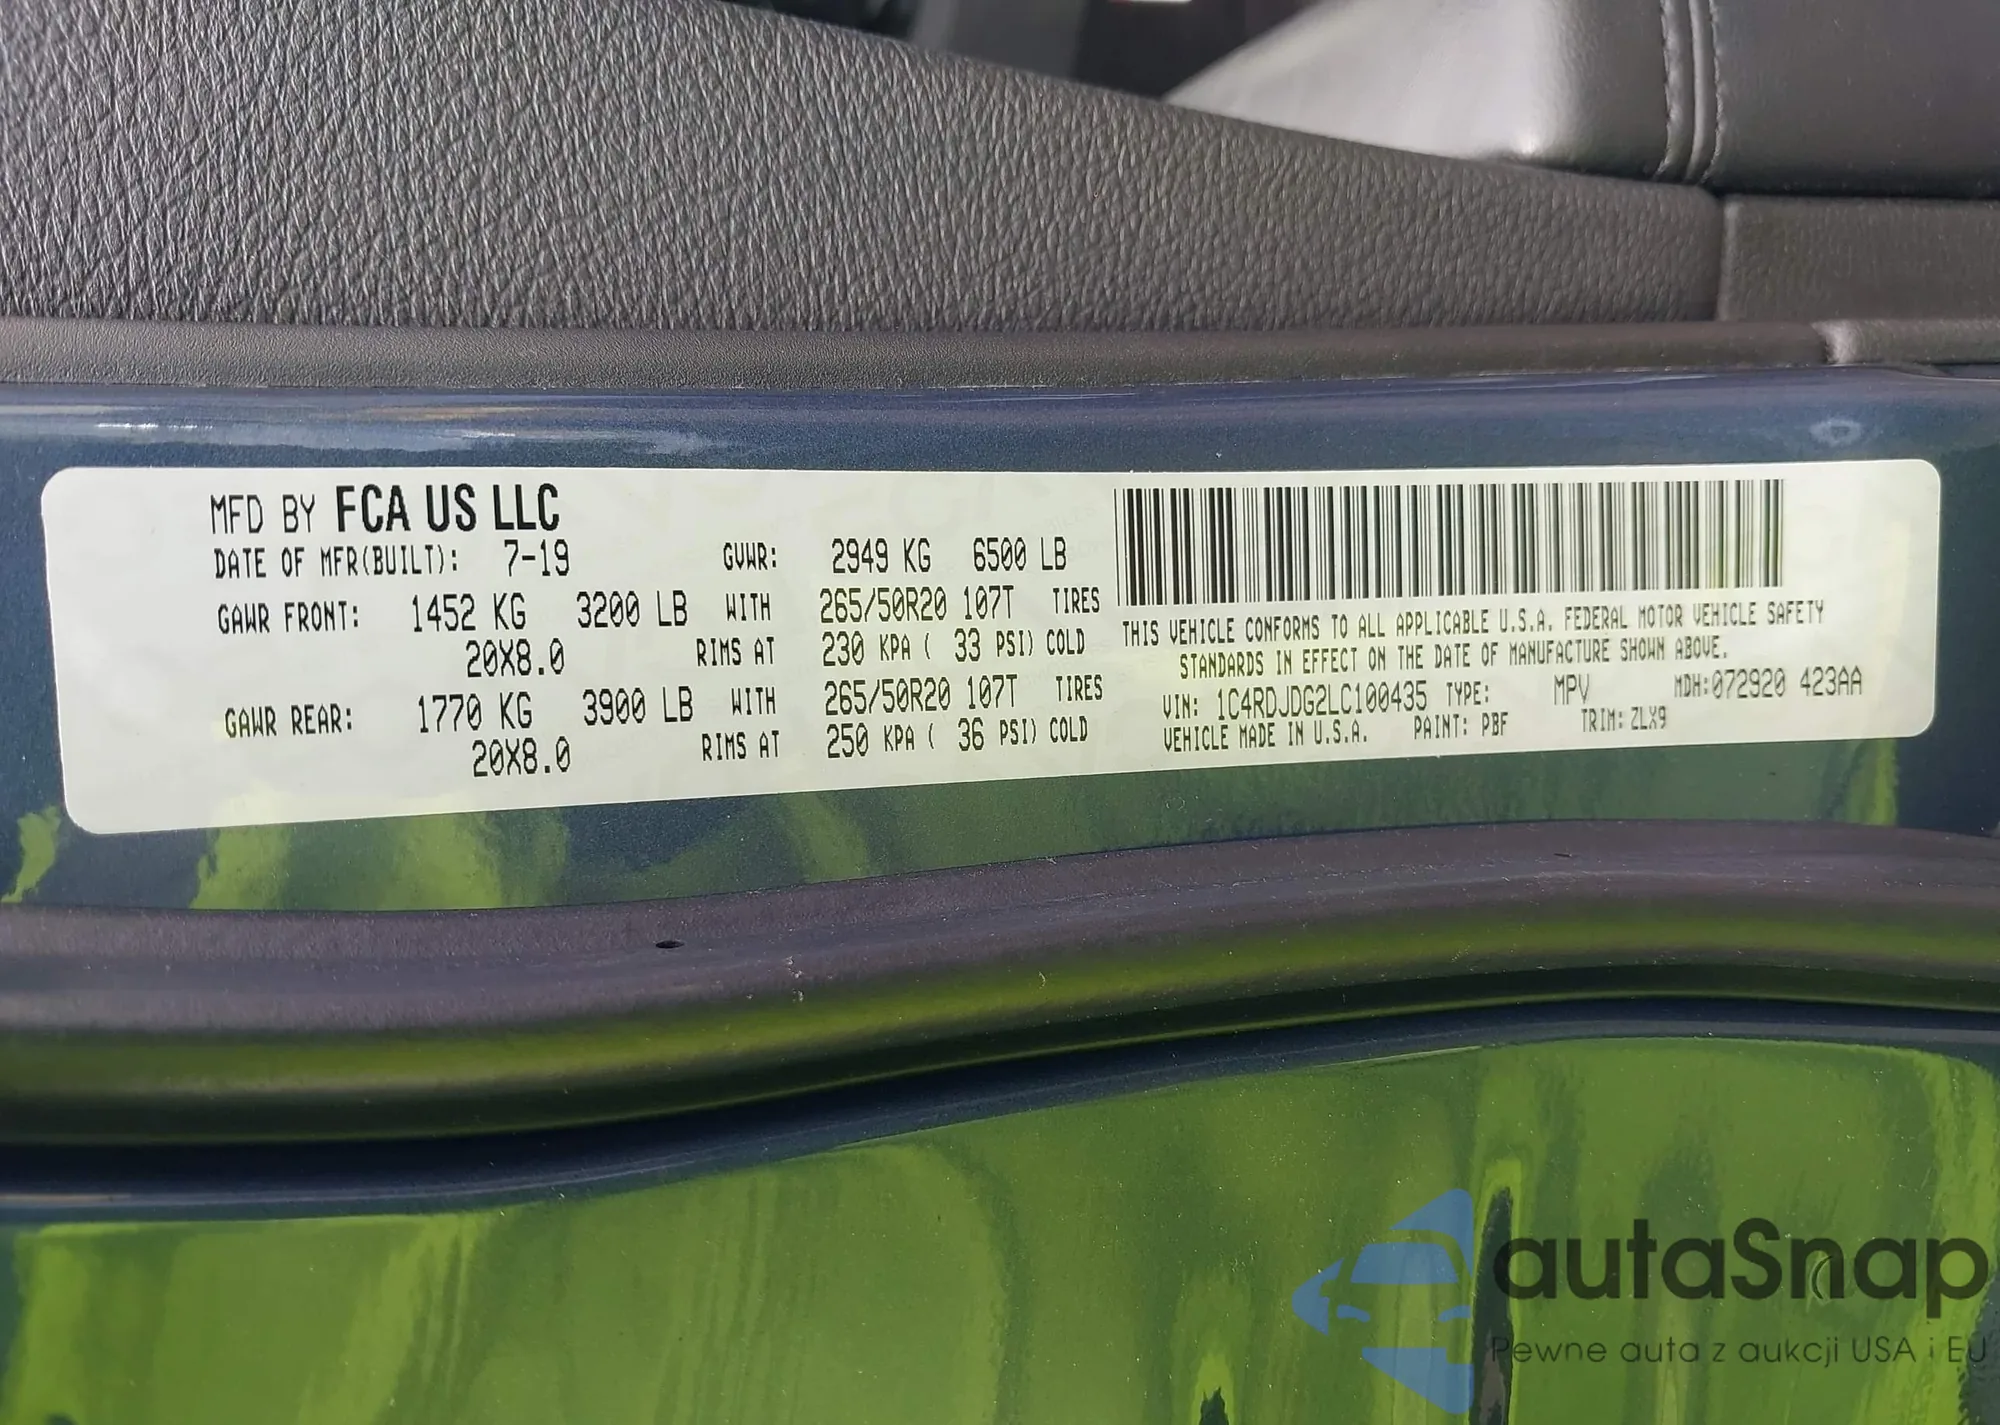 MFD BY FCA US LLC
DATE OF MFR(BUILT): 7-19 GVWR: 2949 KG 6500 LB
GAWR FRONT: 1452 KG 3200 LB WITH 265/50R20 107T TIRES
20X8.0 RIMS AT 230 KPA ( 33 PSI) COLD
GAWR REAR: 1770 KG 3900 LB WITH 265/50R20 107T TIRES
20X8.0 RIMS AT 250 KPA ( 36 PSI) COLD
THIS VEHICLE CONFORMS TO ALL APPLICABLE U.S.A. FEDERAL MOTOR VEHICLE SAFETY
STANDARDS IN EFFECT ON THE DATE OF MANUFACTURE SHOWN ABOVE.
VIN: 1C4RDJDG2LC100435 TYPE: MPV MDH:072920 423AA
VEHICLE MADE IN U.S.A. PAINT: PBF TRIM: ZLX9
autaSnap
Pewne auta z aukcji USA i EU